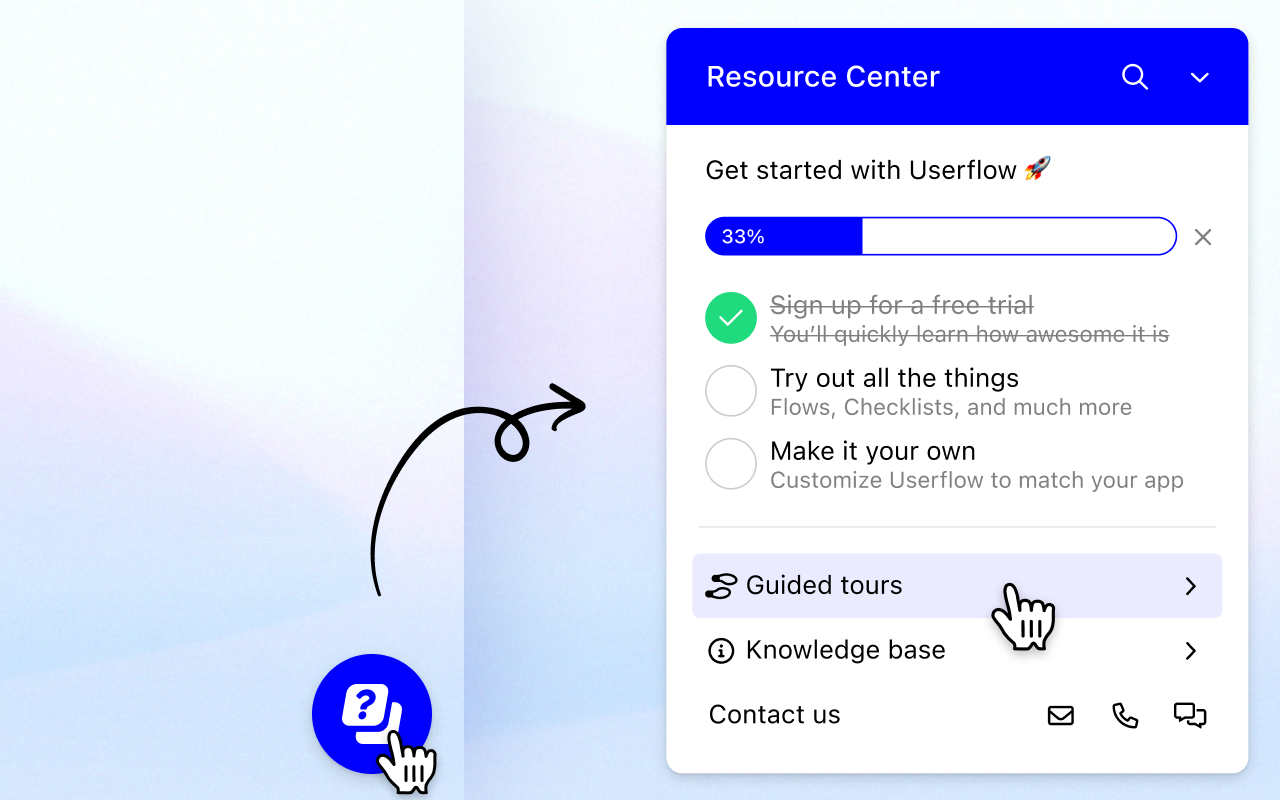 Resource Center
Get started with Userflow 🚀
33%
Sign up for a free trial
You’ll quickly learn how awesome it is
Try out all the things
Flows, Checklists, and much more
Make it your own
Customize Userflow to match your app
Guided tours
Knowledge base
Contact us
?